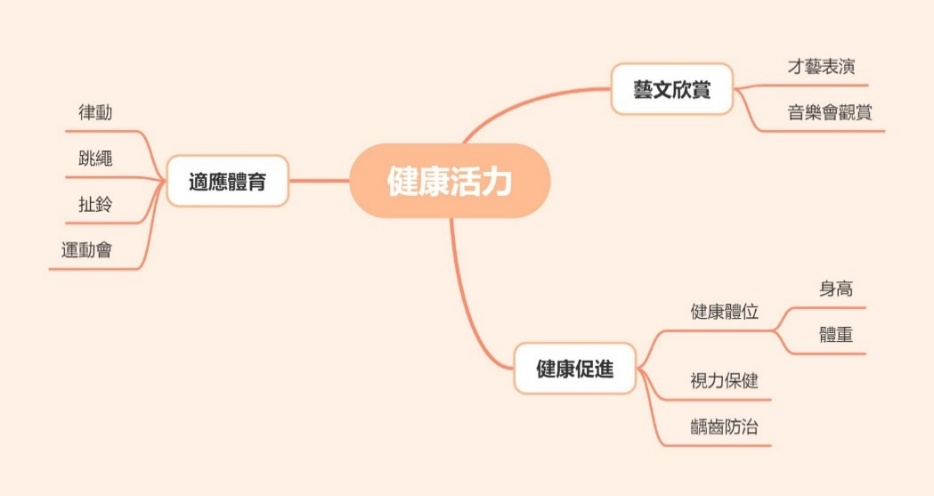 健康活力
藝文欣賞
才藝表演
音樂會觀賞
適應體育
律動
跳繩
扯鈴
運動會
健康促進
健康體位
身高
體重
視力保健
齲齒防治